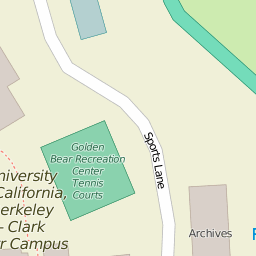 Golden
Bear Recreation
Center
Tennis
Courts
Sports Lane
niversity
California,
erkeley
- Clark
r Campus
Archives